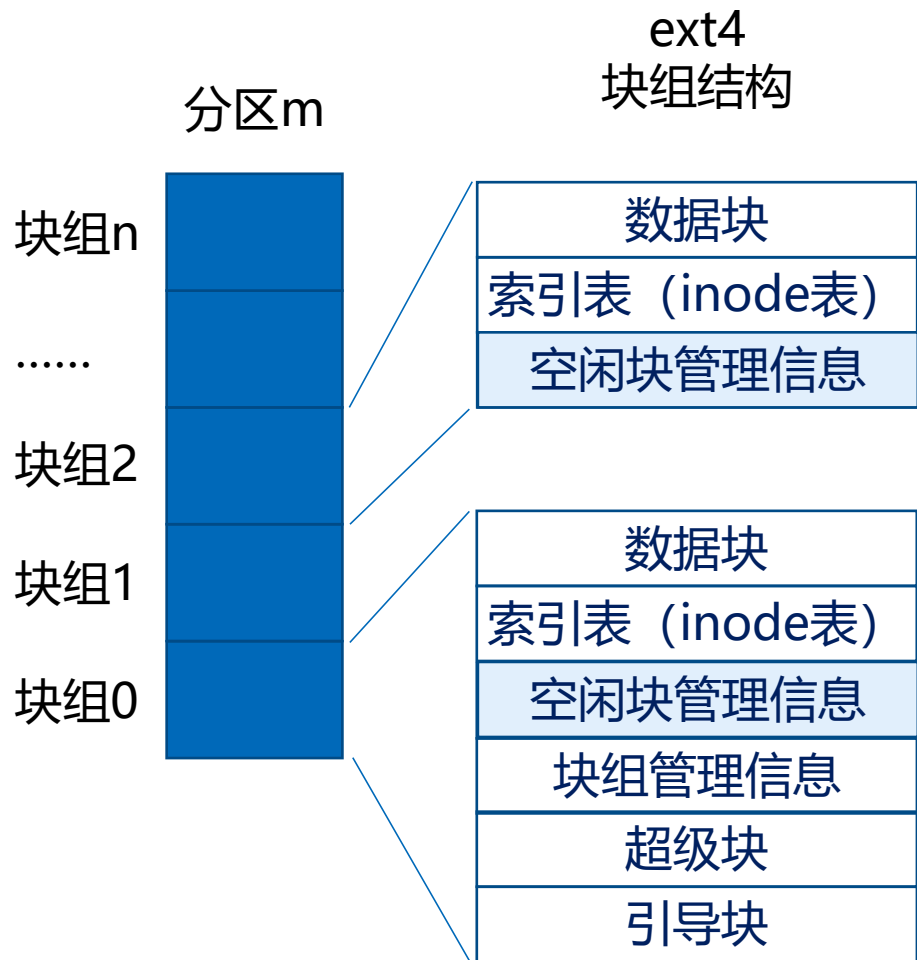 ext4
块组结构
分区m
块组n
……
块组2
块组1
块组0
数据块
索引表（inode表）
空闲块管理信息
数据块
索引表（inode表）
空闲块管理信息
块组管理信息
超级块
引导块